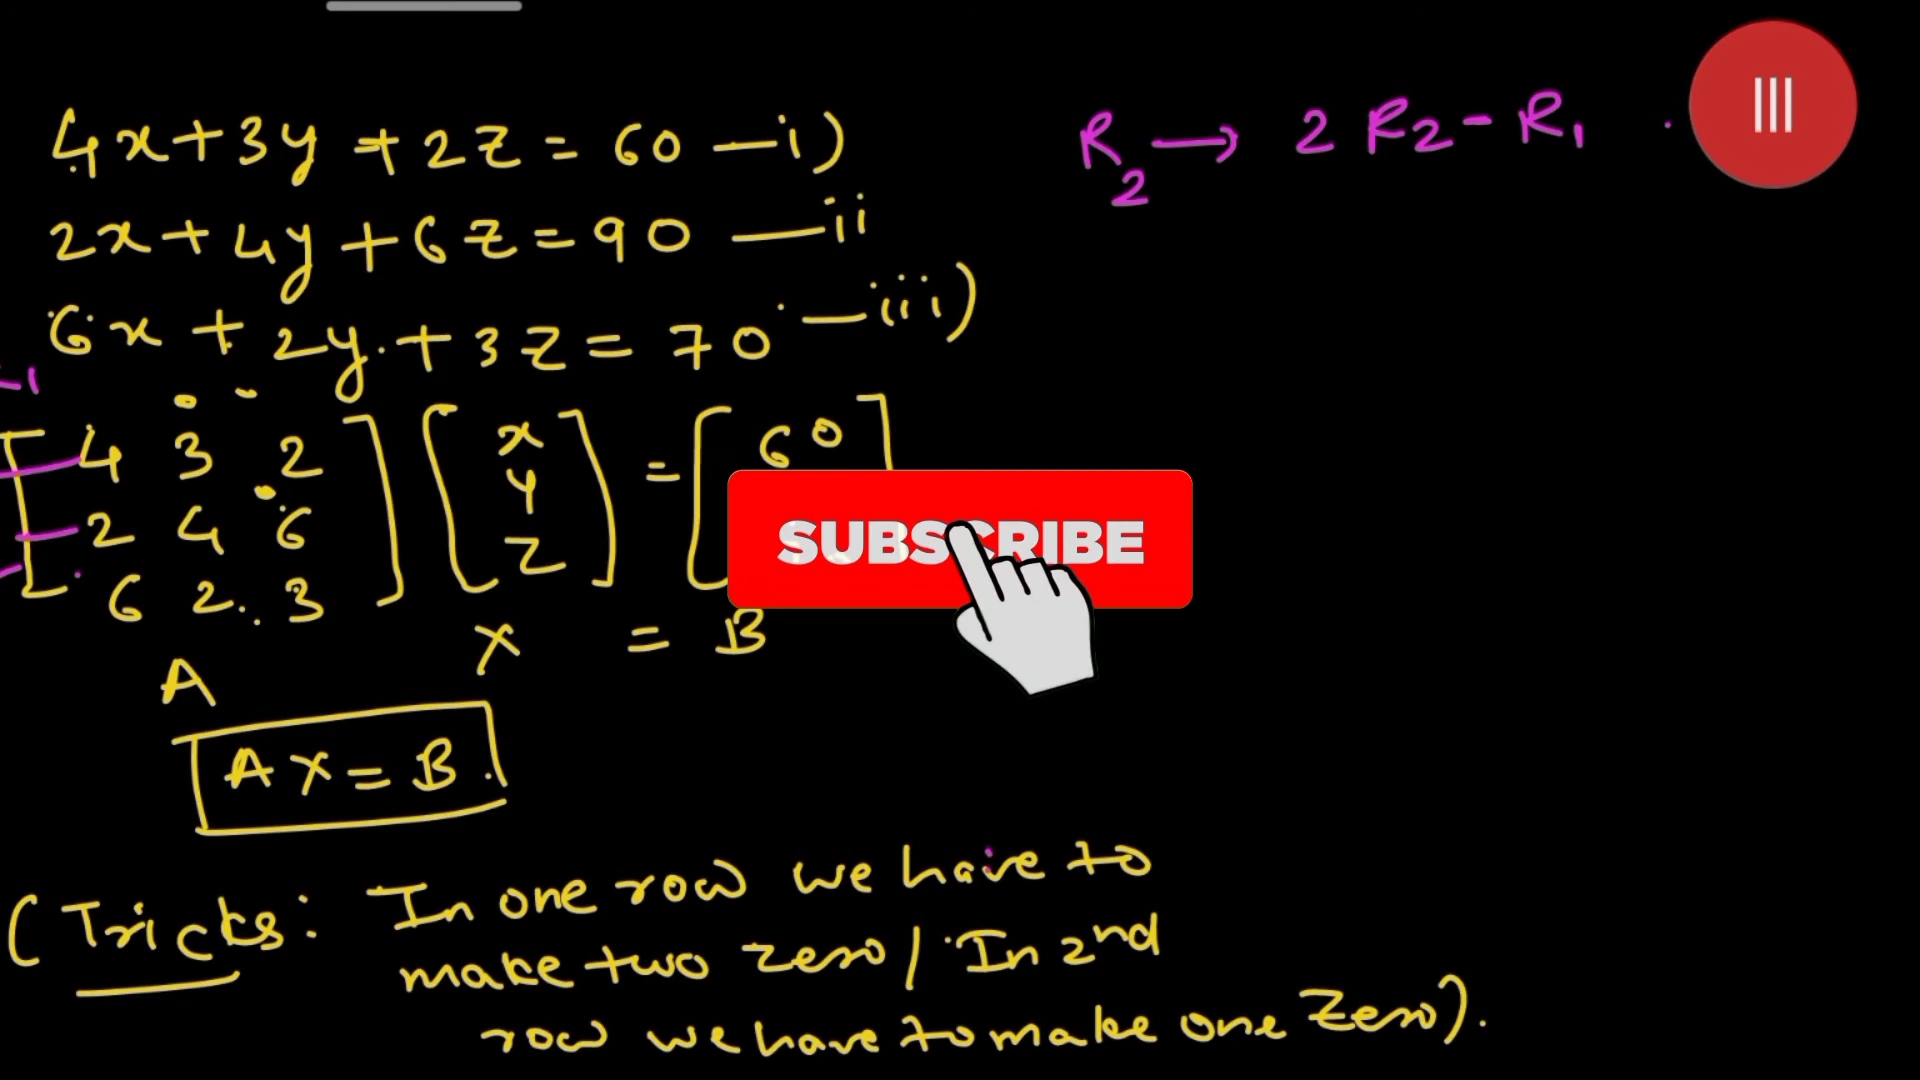 4x+3y+2z=60 —i)
R2 → 2R2-R1
2x+4y+6z=90 —ii
6x+2y+3z=70 —iii)
[4 3 2] [x] = [60]
2 4 6 y
6 2 3 z
SUBSCRIBE
A X = B
AX=B
(Tricks: In one row we have to
make two zero / In 2nd
row we have to make one zero).